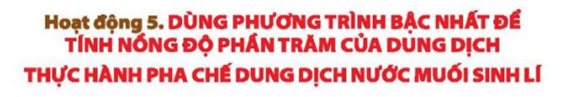 Hoạt động 5. DÙNG PHƯƠNG TRÌNH BẬC NHẤT ĐỂ
TÍNH NỒNG ĐỘ PHẦN TRĂM CỦA DUNG DỊCH
THỰC HÀNH PHA CHẾ DUNG DỊCH NƯỚC MUỐI SINH LÍ